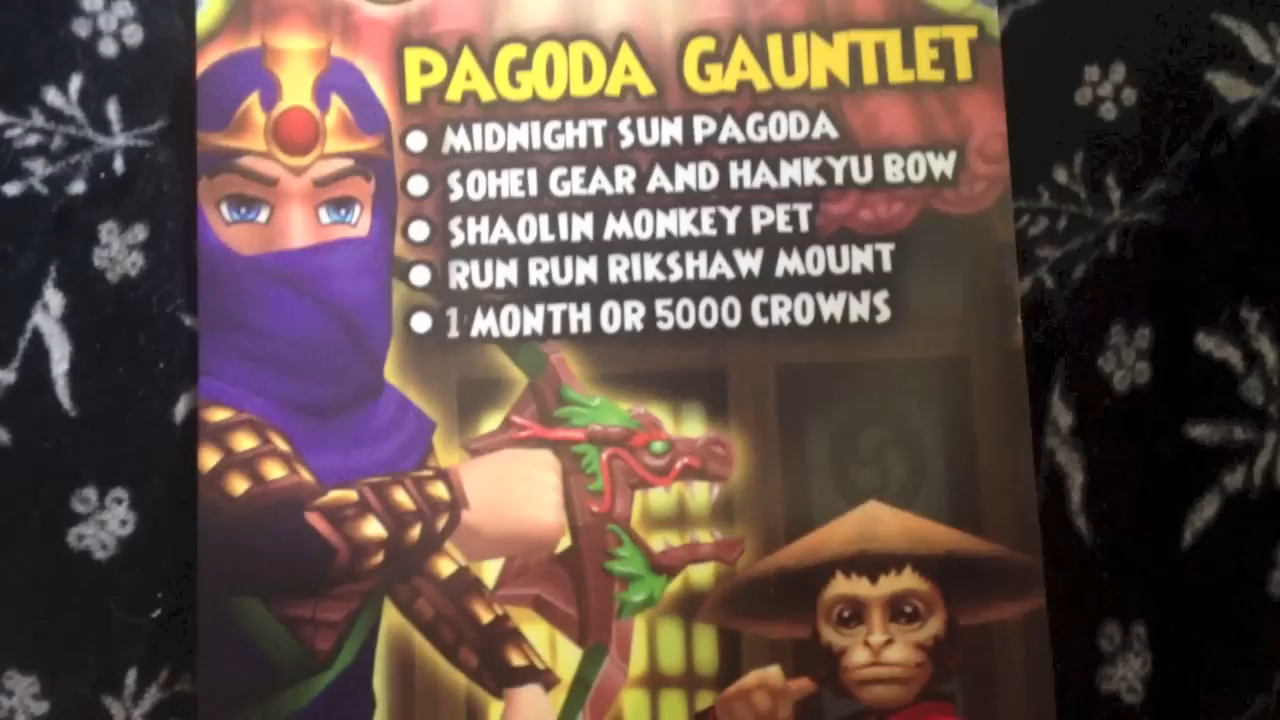 PAGODA GAUNTLET
• MIDNIGHT SUN PAGODA
• SOHEI GEAR AND HANKYU BOW
• SHAOLIN MONKEY PET
• RUN RUN RIKSHAW MOUNT
• 1 MONTH OR 5000 CROWNS